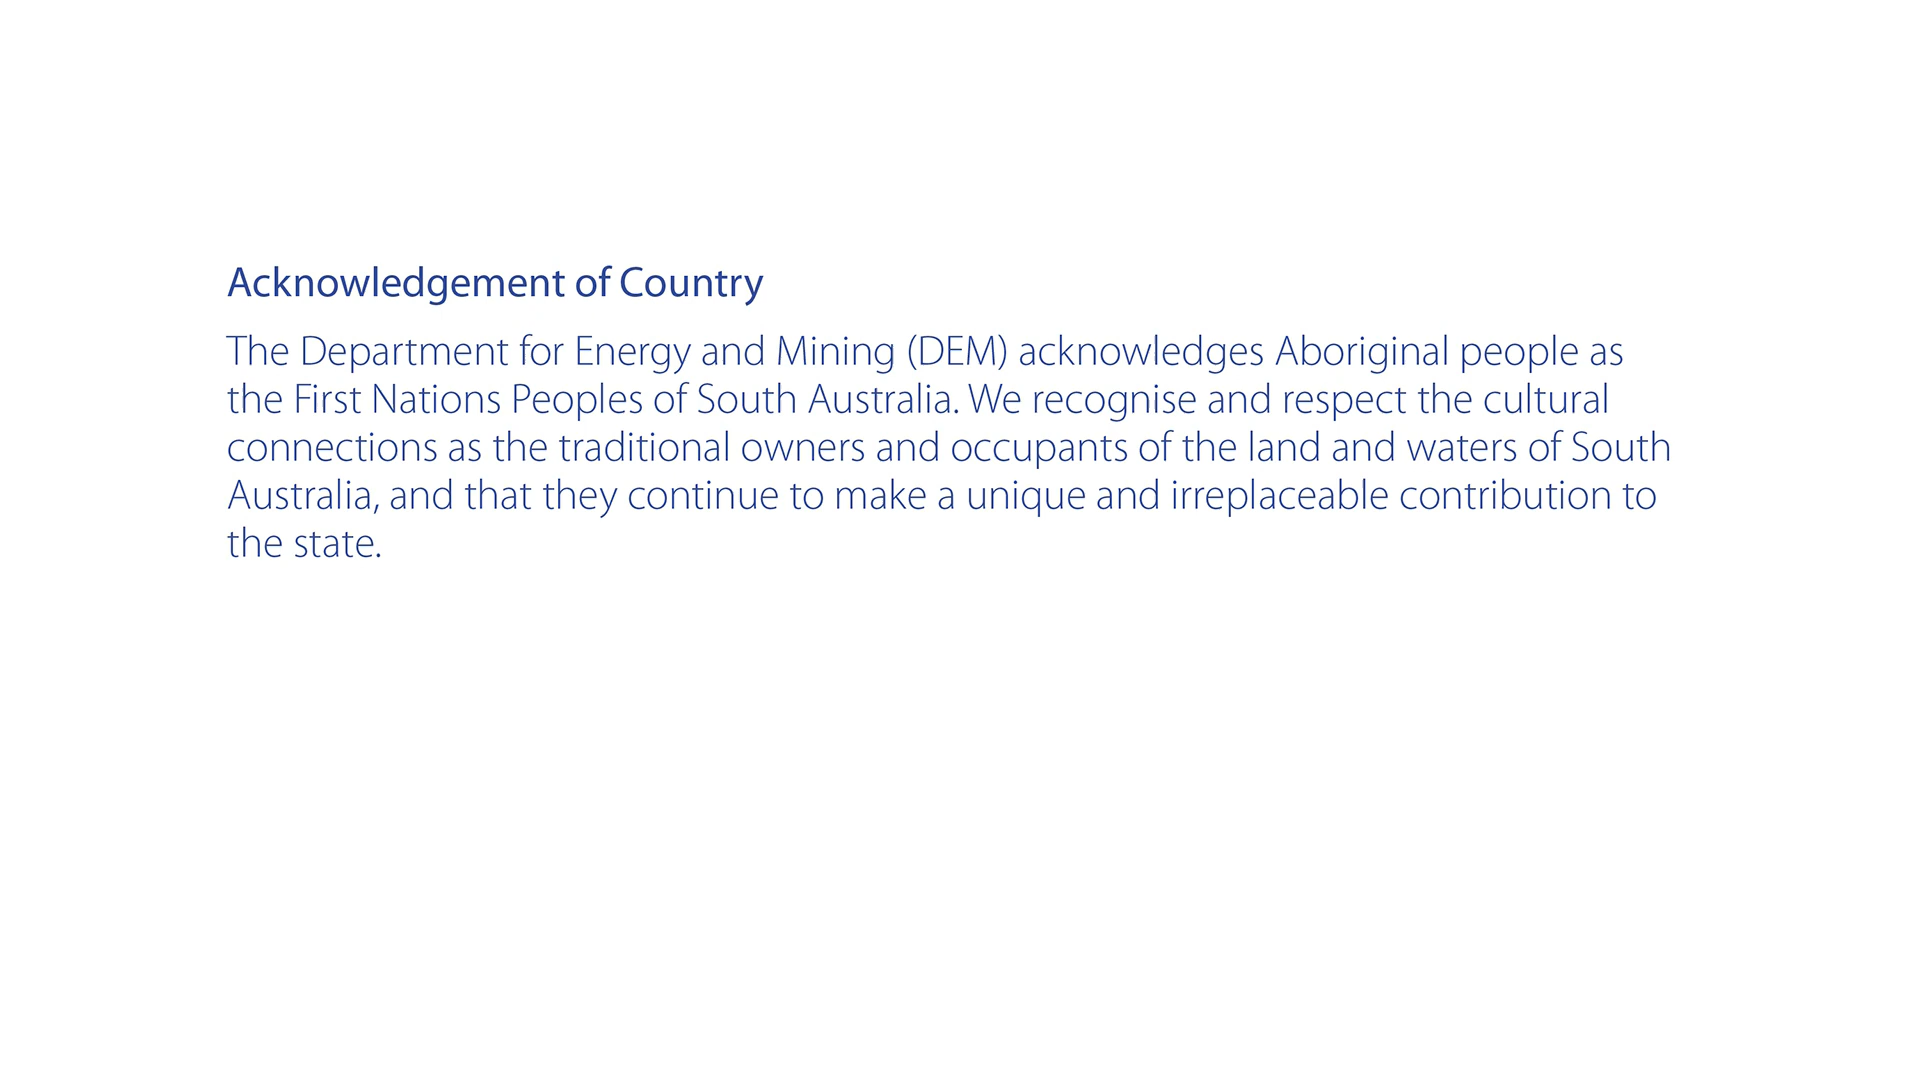 Acknowledgement of Country
The Department for Energy and Mining (DEM) acknowledges Aboriginal people as
the First Nations Peoples of South Australia. We recognise and respect the cultural
connections as the traditional owners and occupants of the land and waters of South
Australia, and that they continue to make a unique and irreplaceable contribution to
the state.